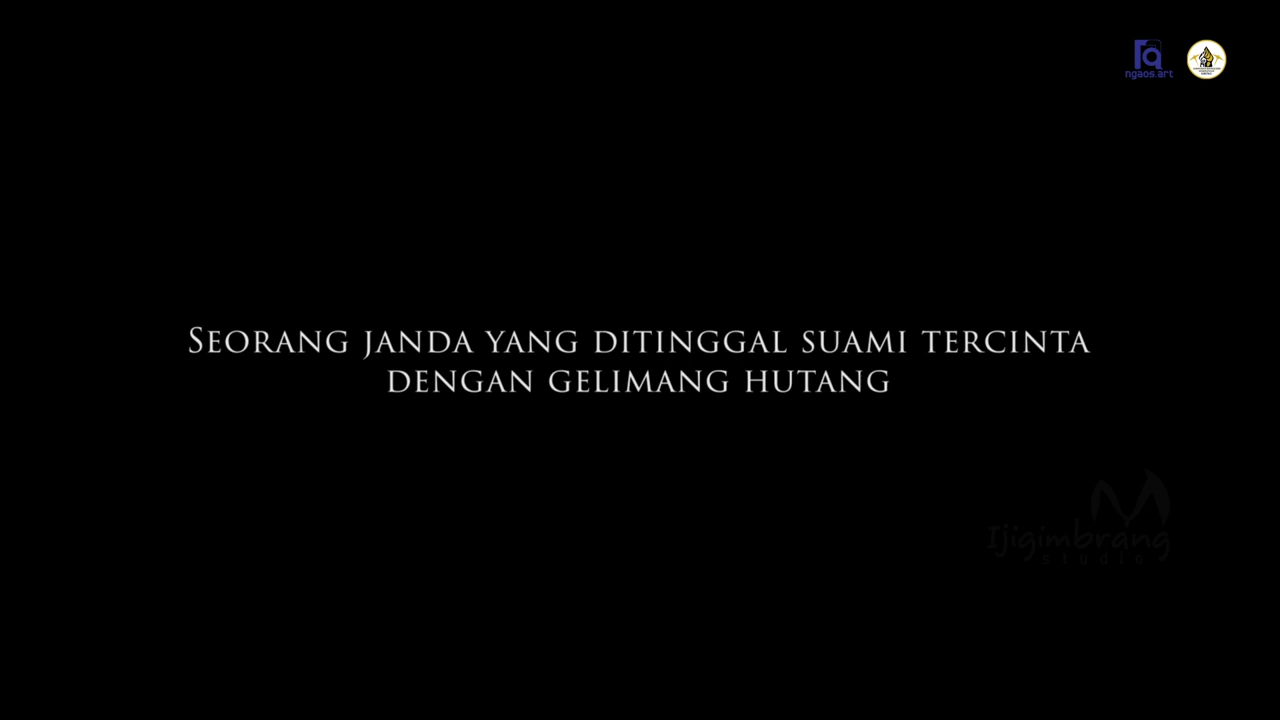 ngaos.art
Seorang janda yang ditinggal suami tercinta
dengan gelimang hutang
Ijigimbrang
studio